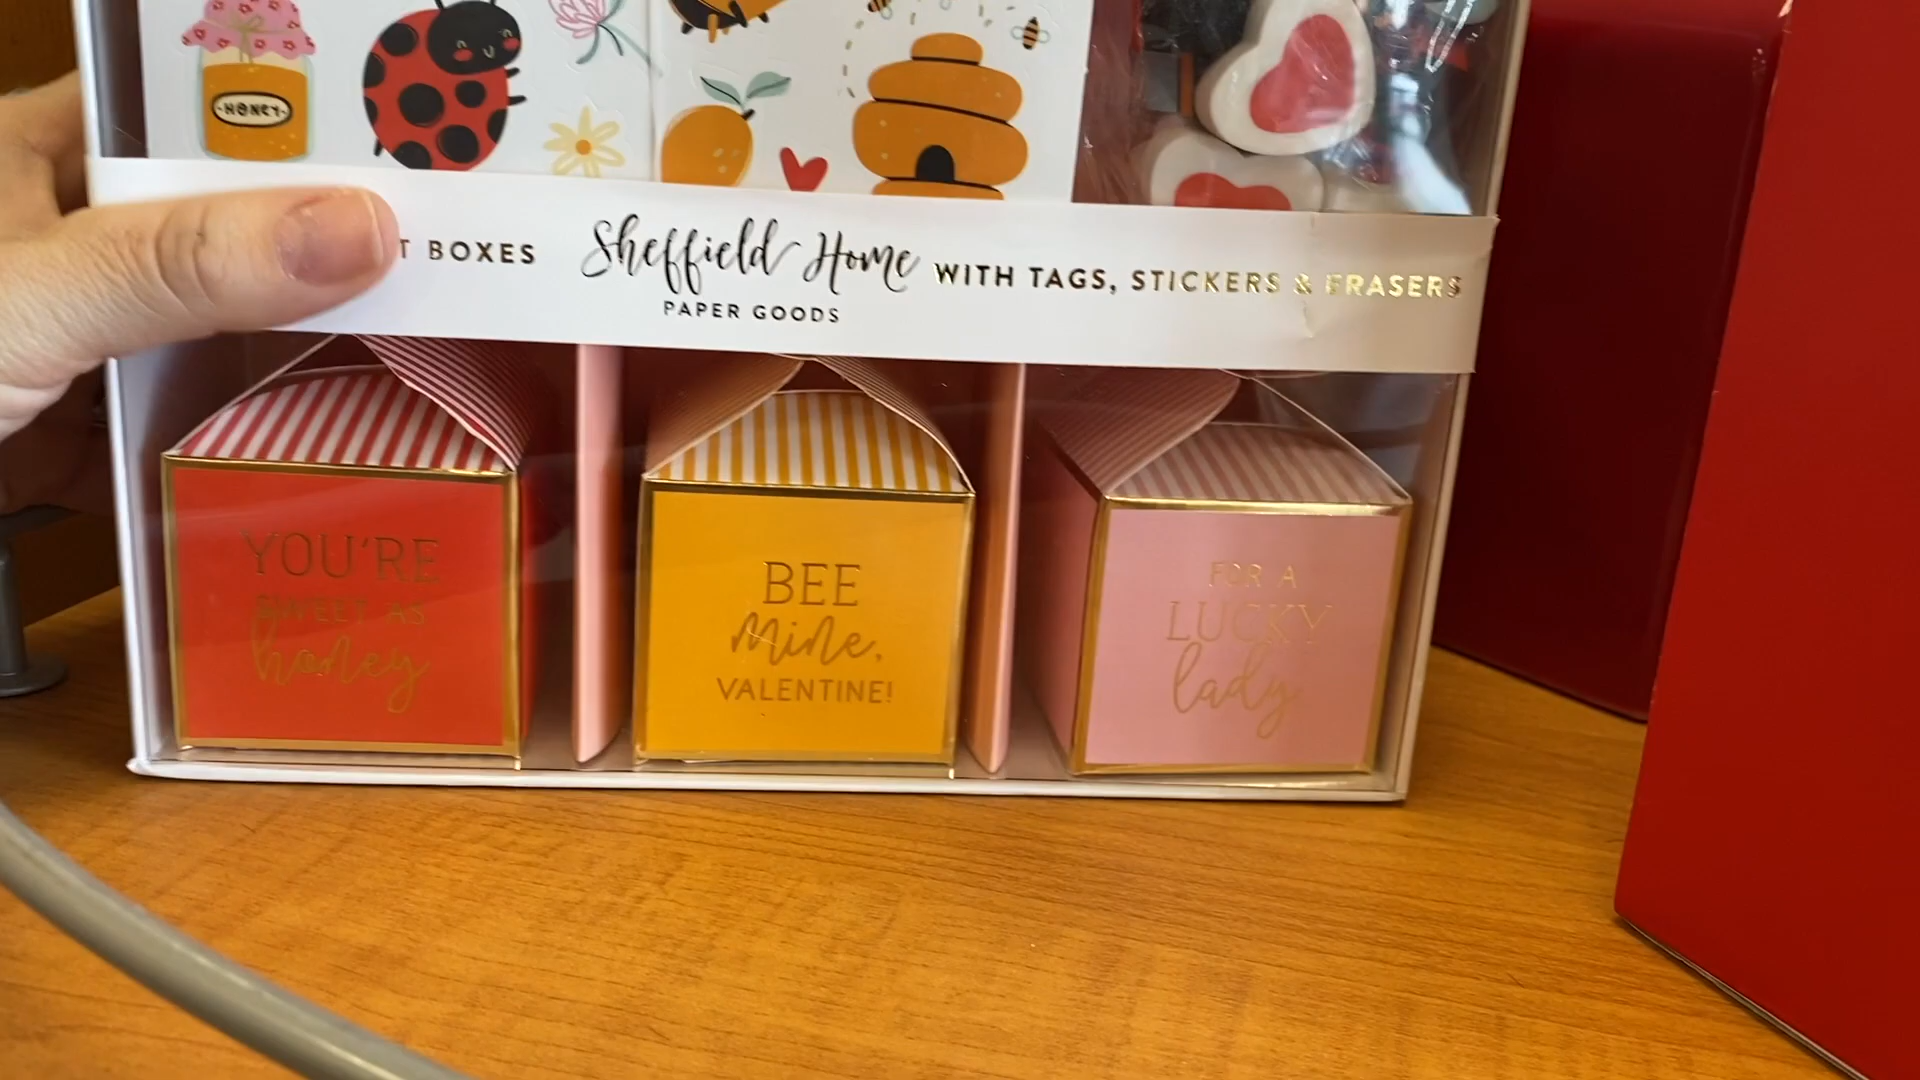 HONEY
BOXES
Sheffield Home
PAPER GOODS
WITH TAGS, STICKERS & ERASERS
YOU'RE
SWEET AS
honey
BEE
mine,
VALENTINE!
FOR A
LUCKY
lady